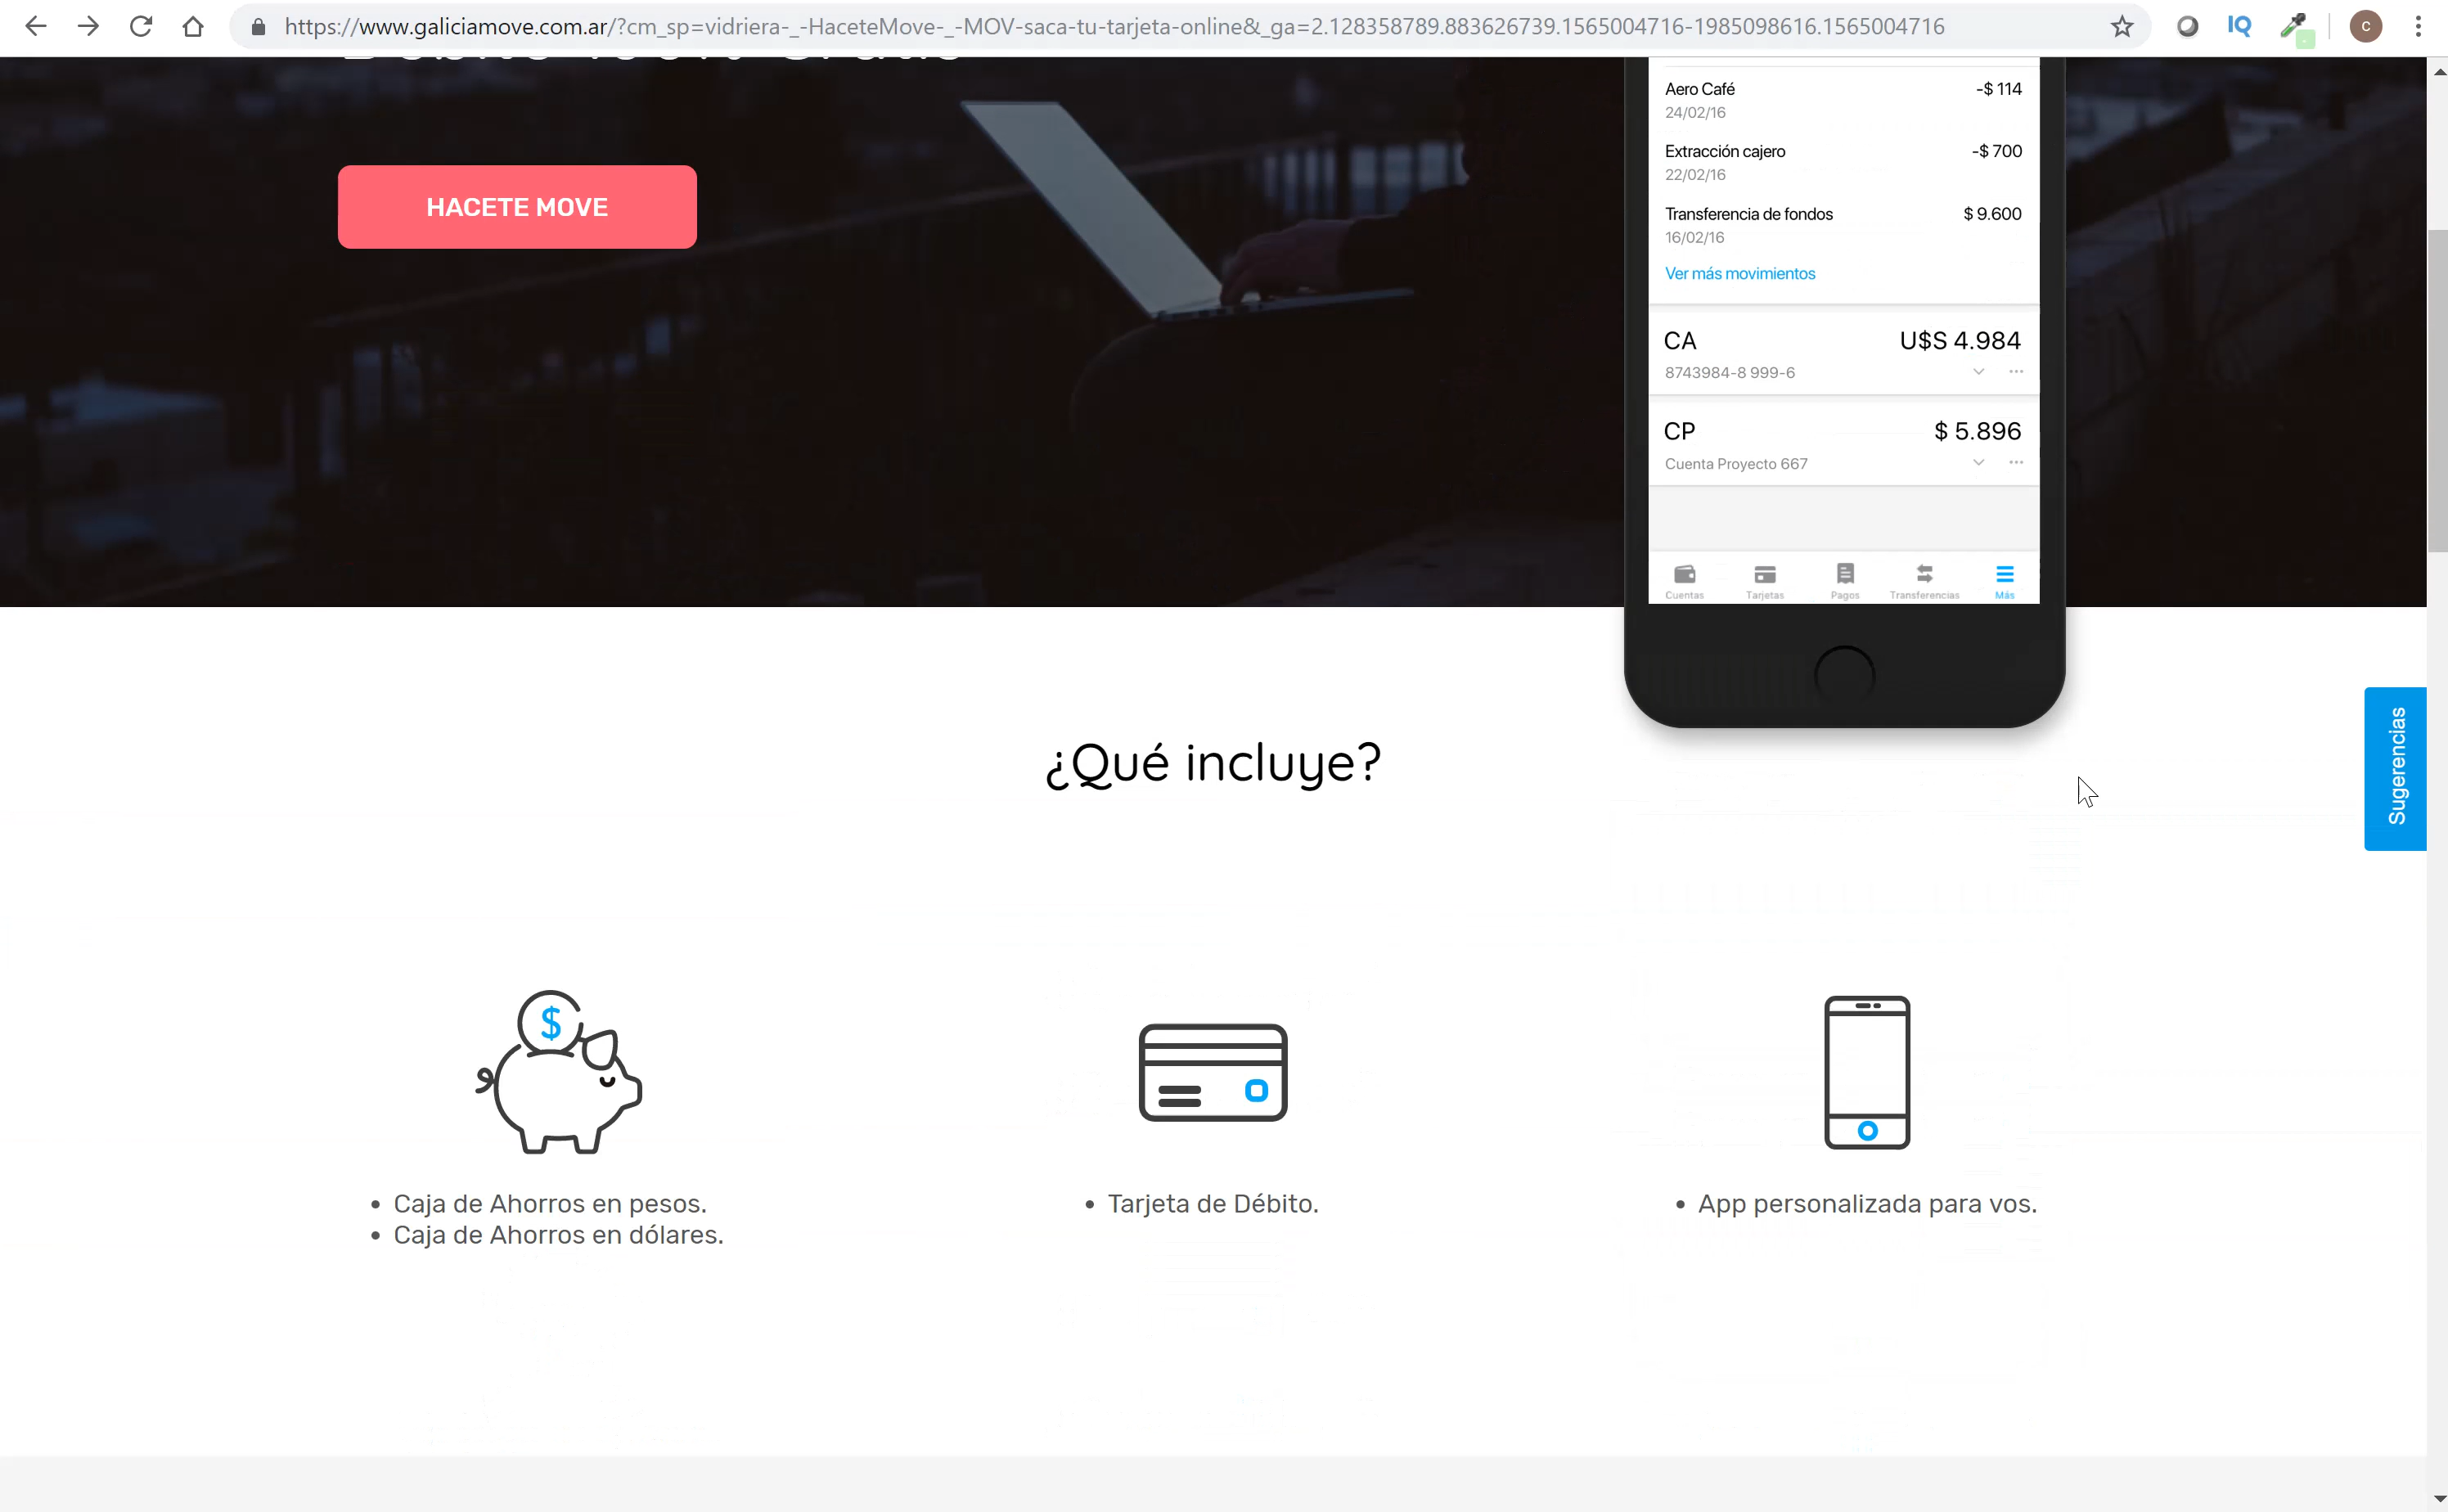 https://www.galiciamove.com.ar/?cm_sp=vidriera-_-HaceteMove-_-MOV-saca-tu-tarjeta-online&_ga=2.128358789.883626739.1565004716-1985098616.1565004716
IQ
C
HACETE MOVE
Aero Café -$ 114
24/02/16
Extracción cajero -$ 700
22/02/16
Transferencia de fondos $ 9.600
16/02/16
Ver más movimientos
CA U$S 4.984
8743984-8 999-6
CP $ 5.896
Cuenta Proyecto 667
Cuentas Tarjetas Pagos Transferencias Más
Sugerencias
¿Qué incluye?
$
• Caja de Ahorros en pesos.
• Caja de Ahorros en dólares.
• Tarjeta de Débito.
• App personalizada para vos.